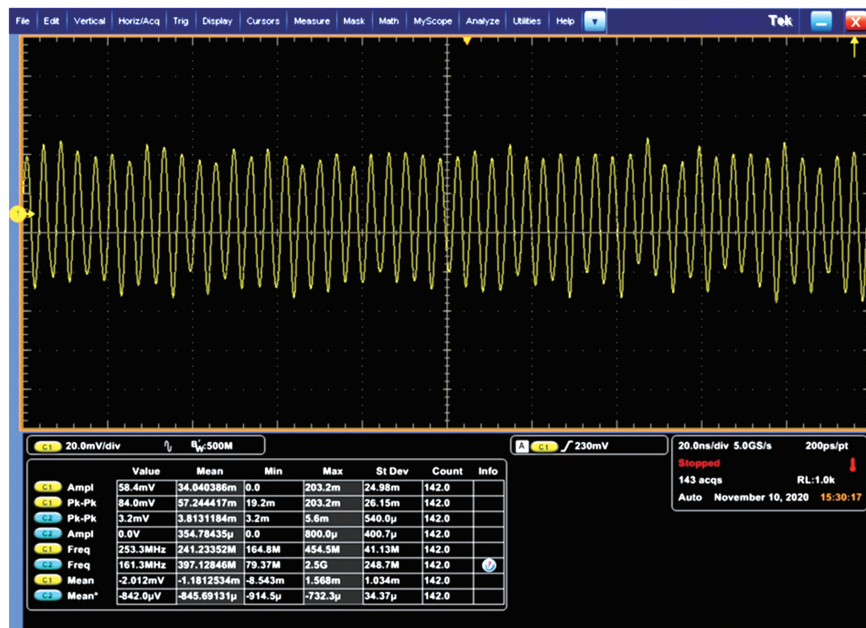 File Edit Vertical Horiz/Acq Trig Display Cursors Measure Mask Math MyScope Analyze Utilities Help Tek X
1
C1 20.0mV/div BW:500M
A C1 230mV
20.0ns/div 5.0GS/s 200ps/pt
Stopped
143 acqs RL:1.0k
Auto November 10, 2020 15:30:17
Value Mean Min Max St Dev Count Info
C1 Ampl 58.4mV 34.040386m 0.0 203.2m 24.98m 142.0
C1 Pk-Pk 84.0mV 57.244417m 19.2m 203.2m 26.15m 142.0
C2 Pk-Pk 3.2mV 3.8131184m 3.2m 5.6m 540.0µ 142.0
C2 Ampl 0.0V 354.78435µ 0.0 800.0µ 400.7µ 142.0
C1 Freq 253.3MHz 241.23352M 164.8M 454.5M 41.13M 142.0
C2 Freq 161.3MHz 397.12846M 79.37M 2.5G 248.7M 142.0
C1 Mean -2.012mV -1.1812534m -8.543m 1.568m 1.034m 142.0
C2 Mean* -842.0µV -845.69131µ -914.5µ -732.3µ 34.37µ 142.0